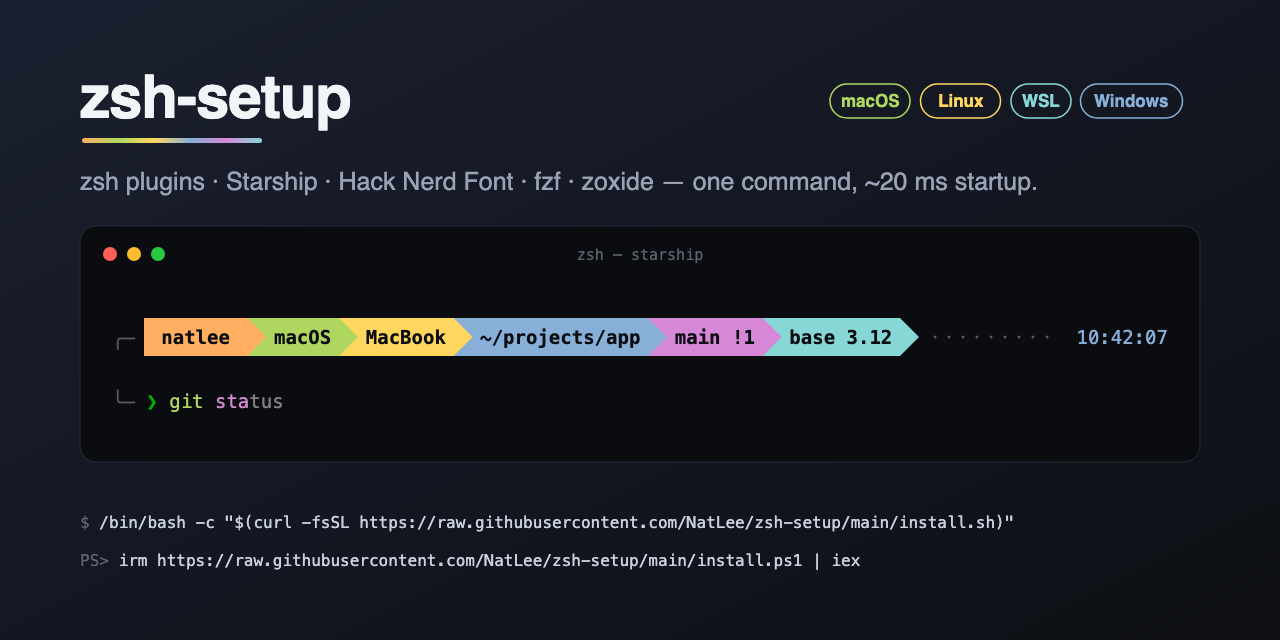 zsh-setup
macOS Linux WSL Windows
zsh plugins · Starship · Hack Nerd Font · fzf · zoxide — one command, ~20 ms startup.
zsh — starship
natlee macOS MacBook ~/projects/app main !1 base 3.12 · · · · · · · · · 10:42:07
❯ git status
$ /bin/bash -c "$(curl -fsSL https://raw.githubusercontent.com/NatLee/zsh-setup/main/install.sh)"
PS> irm https://raw.githubusercontent.com/NatLee/zsh-setup/main/install.ps1 | iex